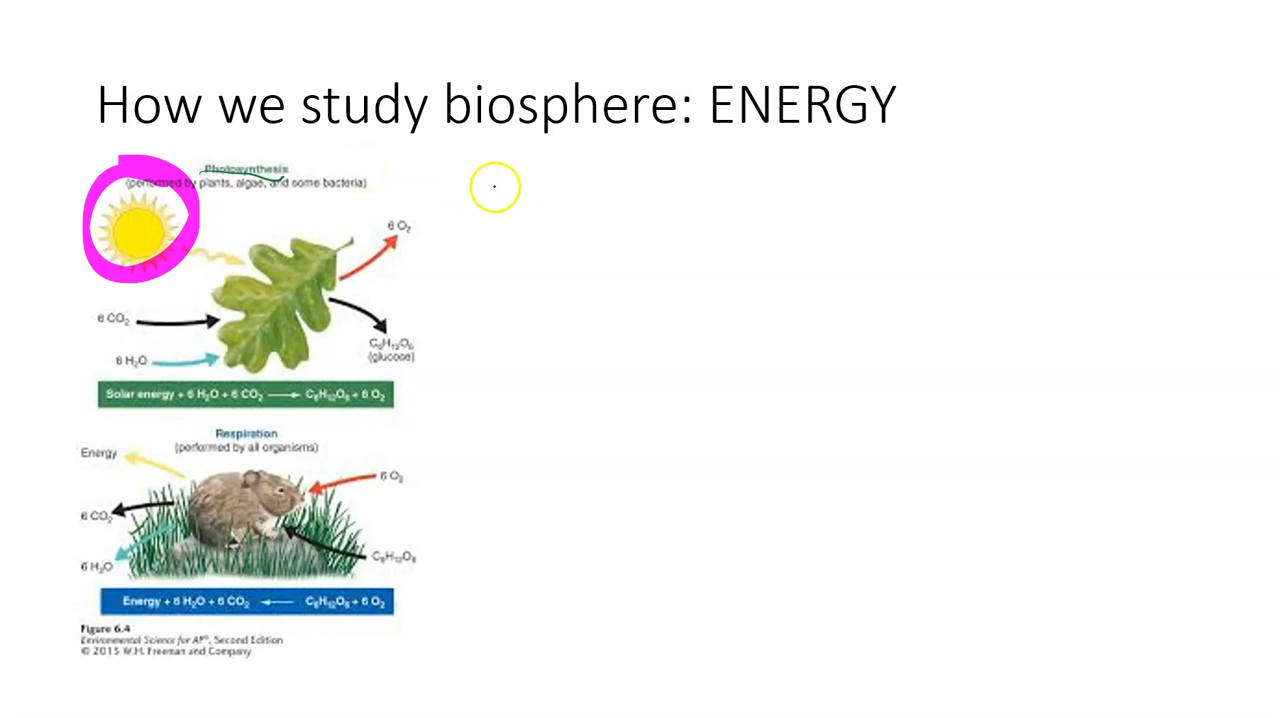 How we study biosphere: ENERGY
Photosynthesis
(performed by plants, algae, and some bacteria)
6 O₂
6 CO₂
C₆H₁₂O₆
(glucose)
6 H₂O
Solar energy + 6 H₂O + 6 CO₂ ⟶ C₆H₁₂O₆ + 6 O₂
Respiration
(performed by all organisms)
Energy
6 O₂
6 CO₂
C₆H₁₂O₆
6 H₂O
Energy + 6 H₂O + 6 CO₂ ⟵ C₆H₁₂O₆ + 6 O₂
Figure 6.4
Environmental Science for AP®, Second Edition
© 2015 W.H. Freeman and Company